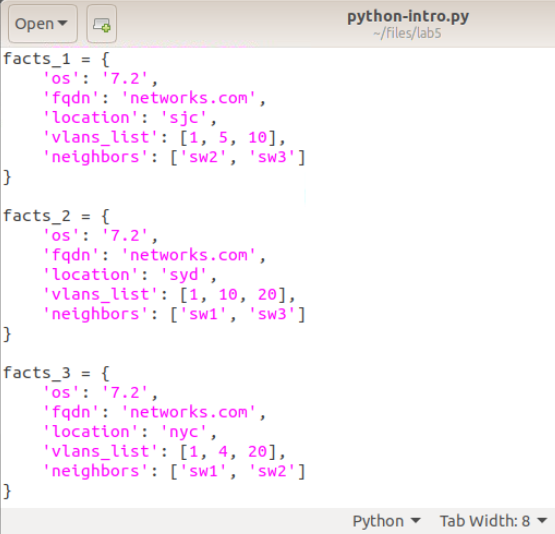 Open
python-intro.py
~/files/lab5
facts_1 = {
    'os': '7.2',
    'fqdn': 'networks.com',
    'location': 'sjc',
    'vlans_list': [1, 5, 10],
    'neighbors': ['sw2', 'sw3']
}

facts_2 = {
    'os': '7.2',
    'fqdn': 'networks.com',
    'location': 'syd',
    'vlans_list': [1, 10, 20],
    'neighbors': ['sw1', 'sw3']
}

facts_3 = {
    'os': '7.2',
    'fqdn': 'networks.com',
    'location': 'nyc',
    'vlans_list': [1, 4, 20],
    'neighbors': ['sw1', 'sw2']
}
Python Tab Width: 8